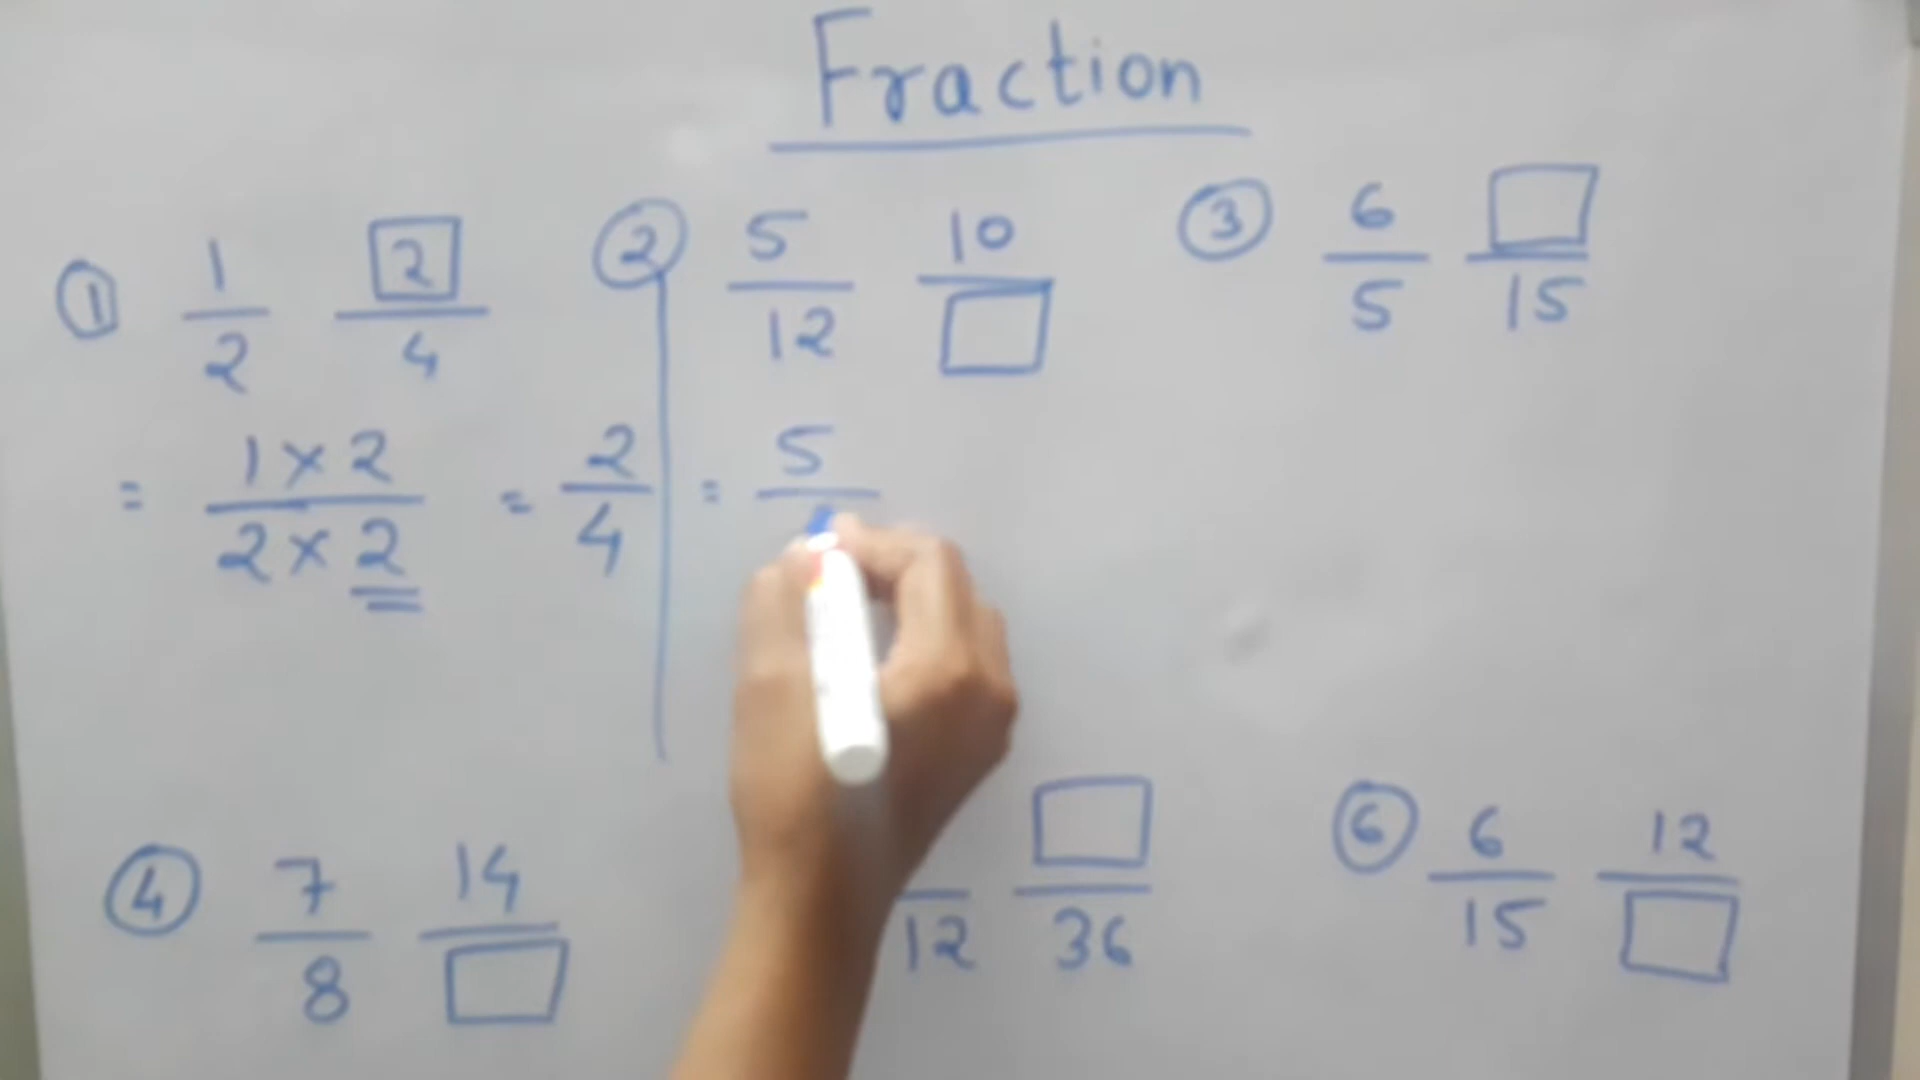 Fraction
① 1/2 2/4
= 1×2/2×2 = 2/4
② 5/12 10/□
= 5/
③ 6/5 □/15
④ 7/8 14/□
/12 □/36
⑥ 6/15 12/□